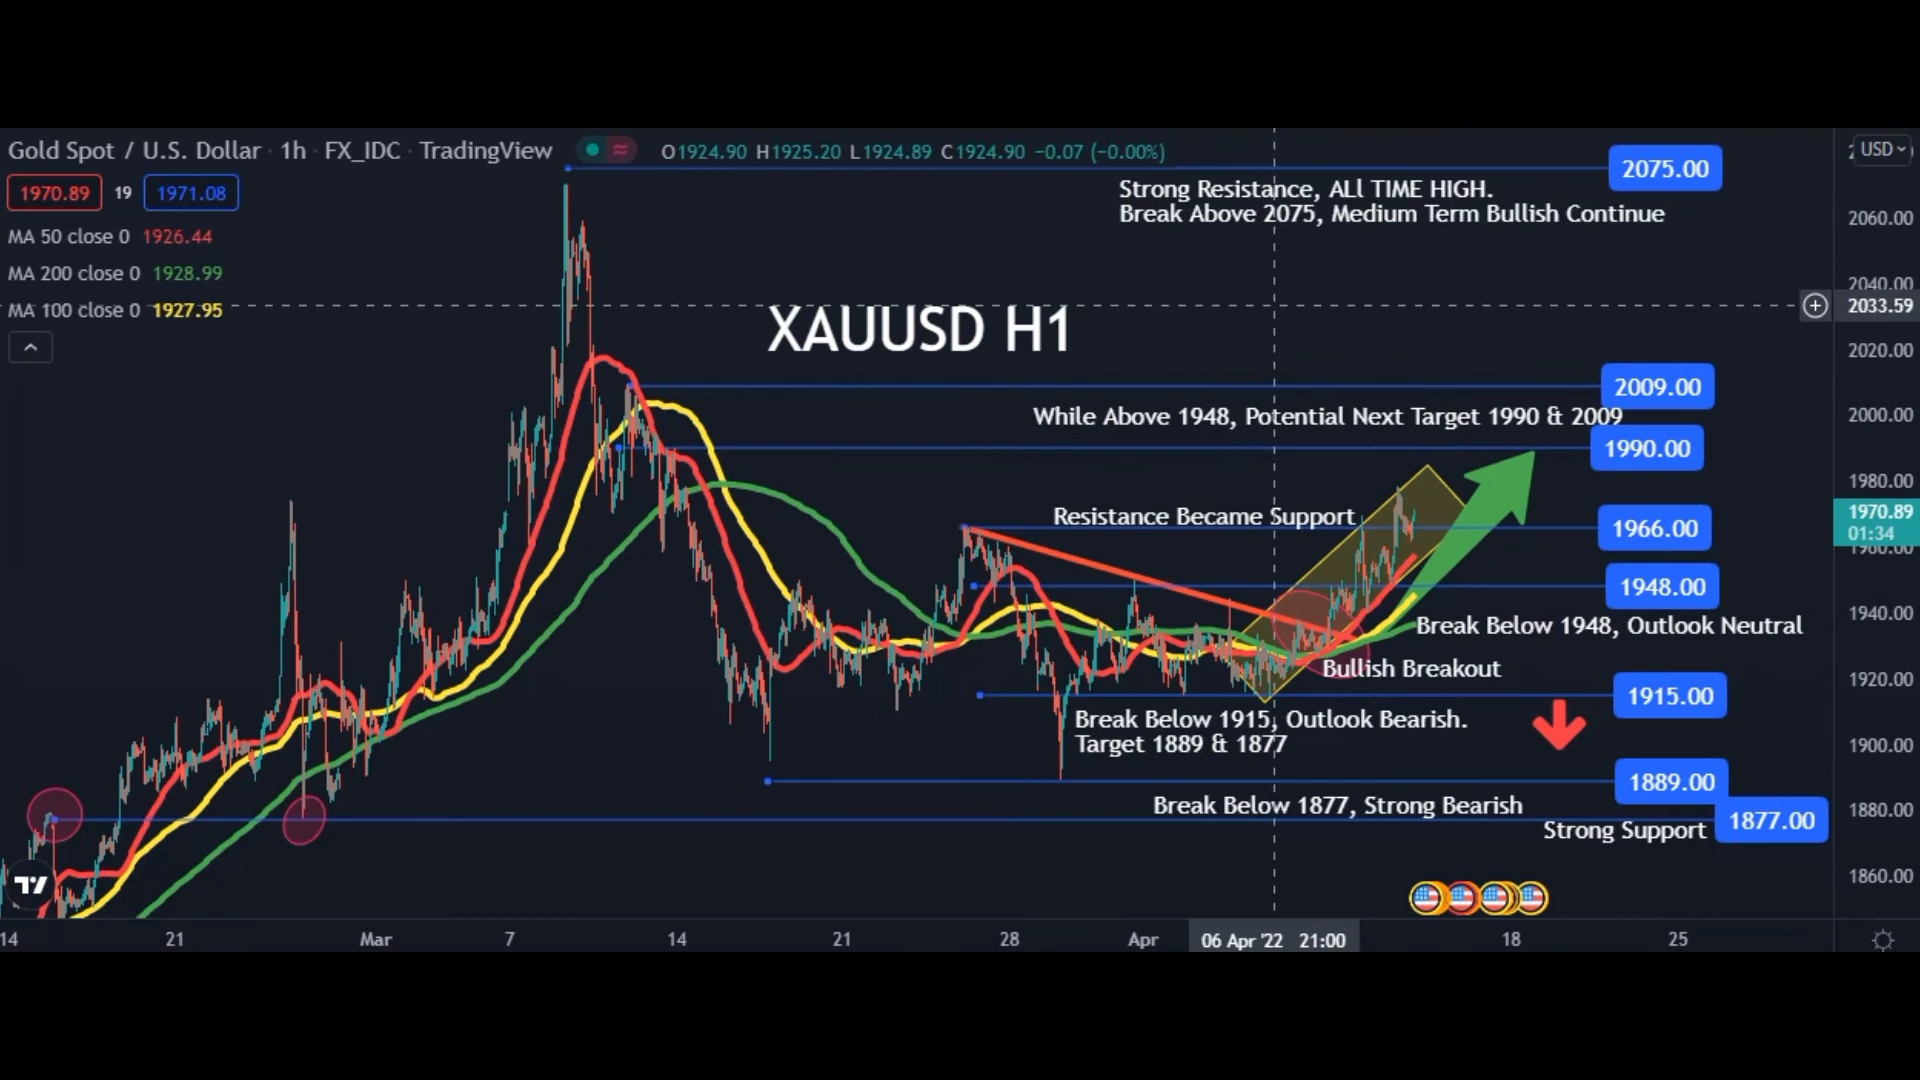 Gold Spot / U.S. Dollar · 1h · FX_IDC · TradingView
O1924.90 H1925.20 L1924.89 C1924.90 −0.07 (−0.00%)
USD
2075.00
1970.89 19 1971.08
Strong Resistance, ALl TIME HIGH.
Break Above 2075, Medium Term Bullish Continue
2060.00
MA 50 close 0 1926.44
MA 200 close 0 1928.99
2040.00
MA 100 close 0 1927.95
2033.59
XAUUSD H1
2020.00
2009.00
While Above 1948, Potential Next Target 1990 & 2009
2000.00
1990.00
1980.00
Resistance Became Support
1970.89
01:34
1966.00
1960.00
1948.00
1940.00
Break Below 1948, Outlook Neutral
Bullish Breakout
1920.00
1915.00
Break Below 1915, Outlook Bearish.
Target 1889 & 1877
1900.00
1889.00
Break Below 1877, Strong Bearish
1880.00
1877.00
Strong Support
1860.00
14 21 Mar 7 14 21 28 Apr 06 Apr '22 21:00 18 25